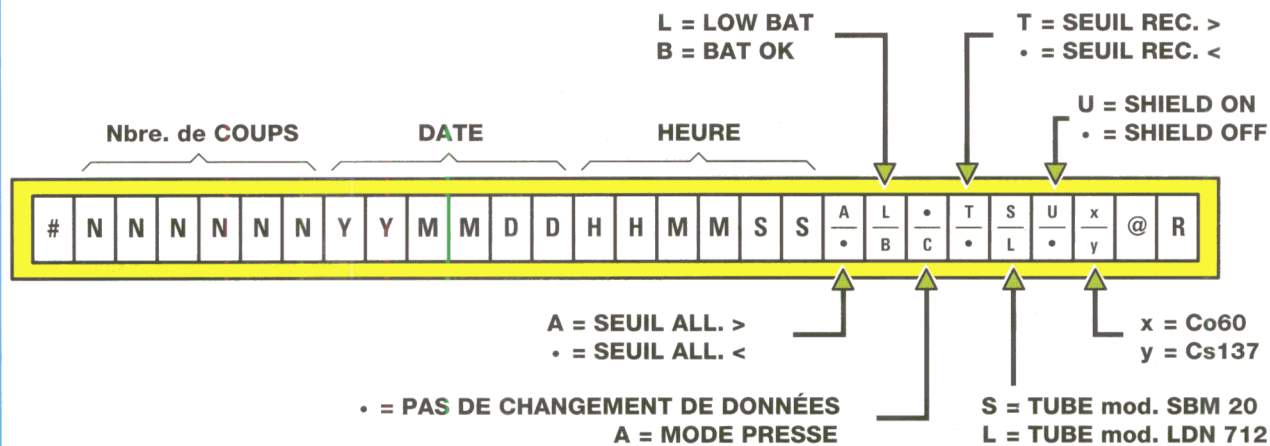 L = LOW BAT
B = BAT OK
T = SEUIL REC. >
• = SEUIL REC. <
U = SHIELD ON
• = SHIELD OFF
Nbre. de COUPS DATE HEURE
# N N N N N N Y Y M M D D H H M M S S A L • T S U x @ R
• B C • L • y
A = SEUIL ALL. >
• = SEUIL ALL. <
x = Co60
y = Cs137
• = PAS DE CHANGEMENT DE DONNÉES
A = MODE PRESSE
S = TUBE mod. SBM 20
L = TUBE mod. LDN 712